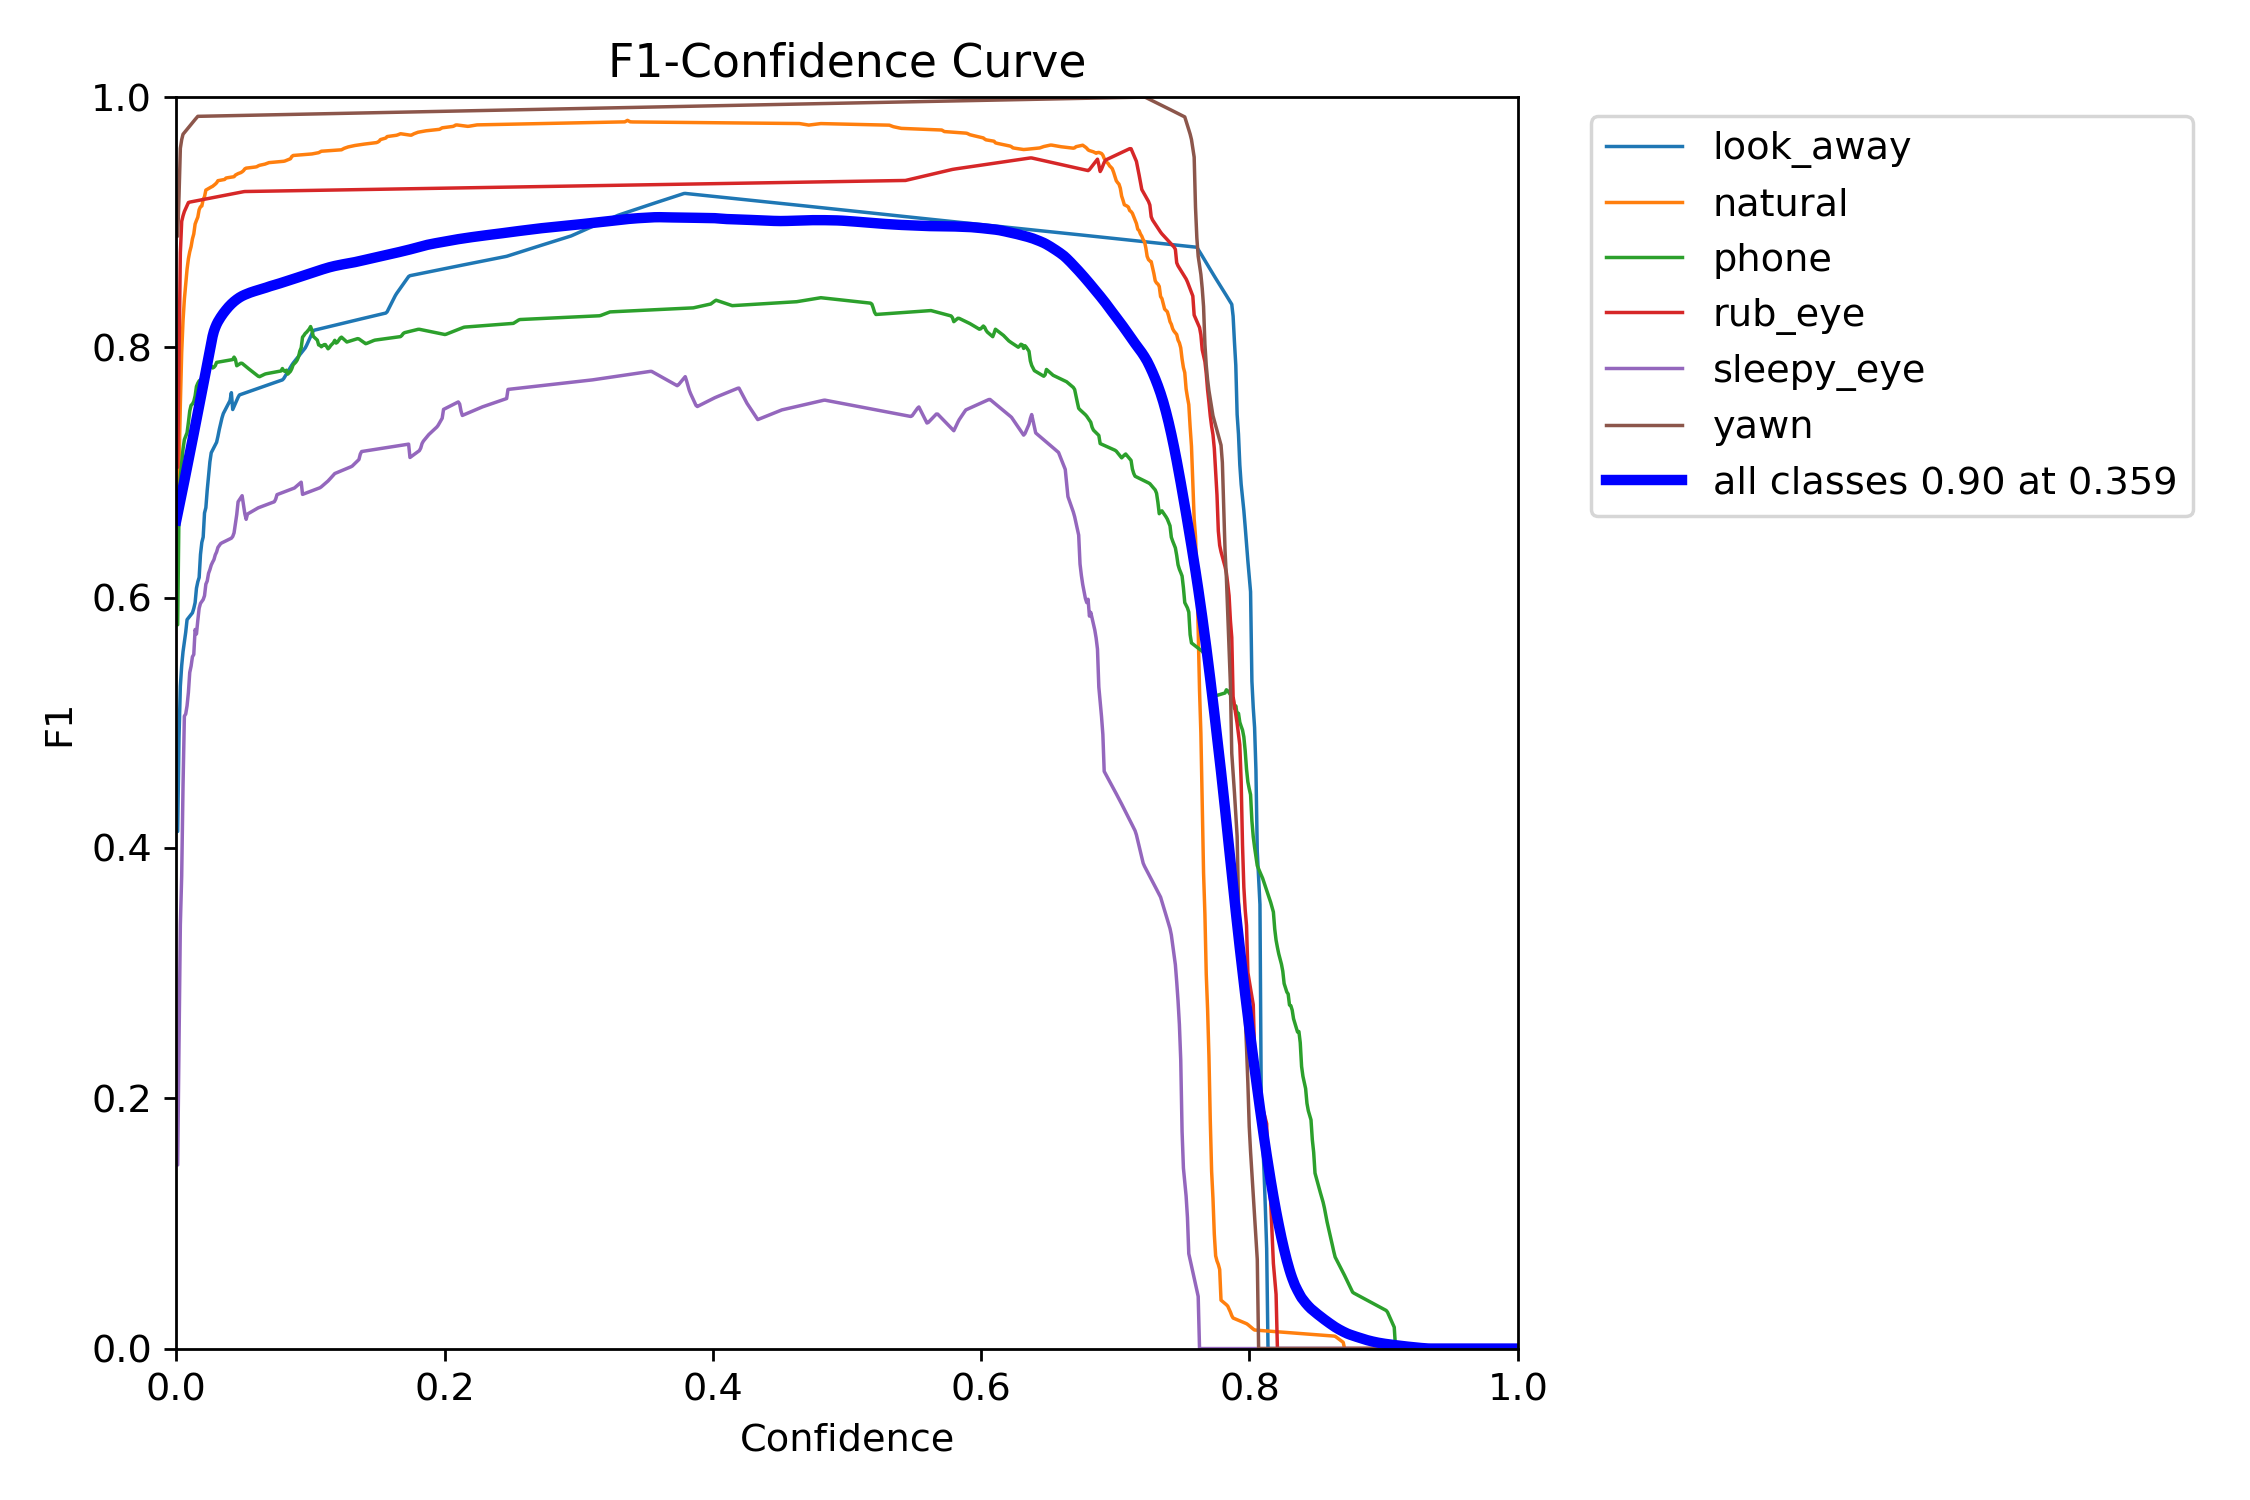 F1-Confidence Curve
1.0
0.8
0.6
0.4
0.2
0.0
F1
0.0 0.2 0.4 0.6 0.8 1.0
Confidence
look_away
natural
phone
rub_eye
sleepy_eye
yawn
all classes 0.90 at 0.359